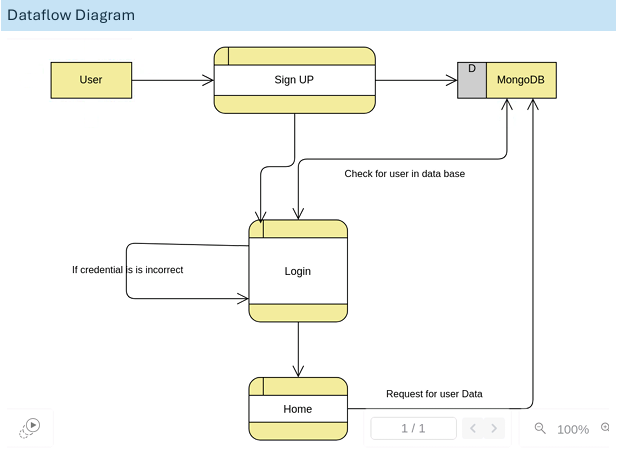 Dataflow Diagram
User
Sign UP
D
MongoDB
Check for user in data base
If credential is is incorrect
Login
Request for user Data
Home
1 / 1
100%